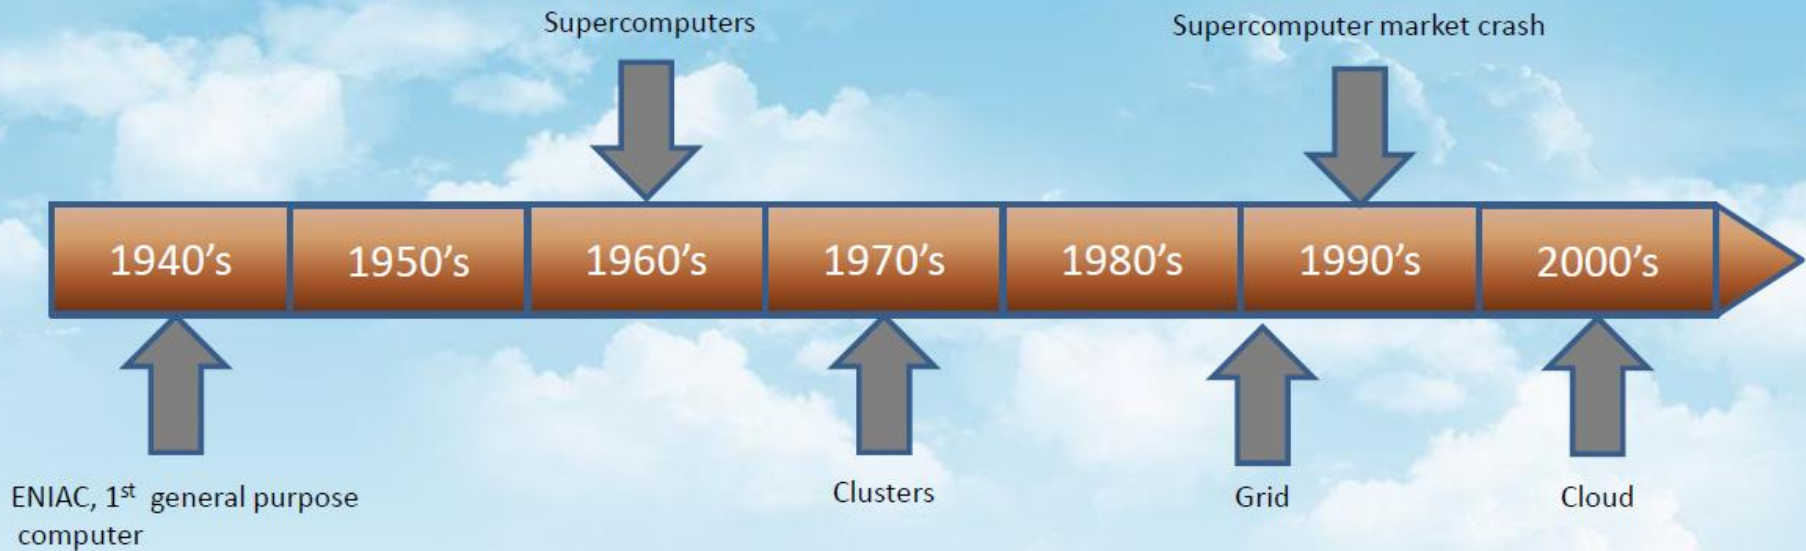 Supercomputers
Supercomputer market crash
1940’s
1950’s
1960’s
1970’s
1980’s
1990’s
2000’s
ENIAC, 1st general purpose
computer
Clusters
Grid
Cloud